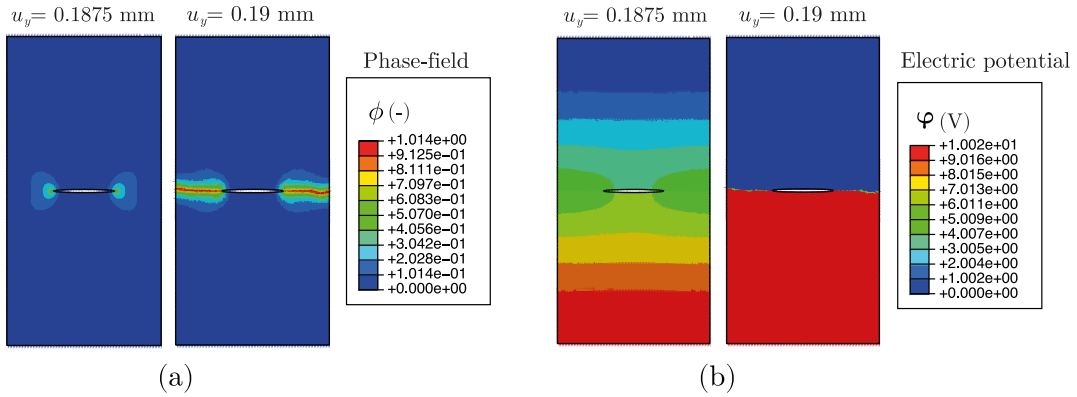 u_y= 0.1875 mm
u_y= 0.19 mm
Phase-field
ϕ (-)
+1.014e+00
+9.125e−01
+8.111e−01
+7.097e−01
+6.083e−01
+5.070e−01
+4.056e−01
+3.042e−01
+2.028e−01
+1.014e−01
+0.000e+00
(a)
u_y= 0.1875 mm
u_y= 0.19 mm
Electric potential
φ (V)
+1.002e+01
+9.016e+00
+8.015e+00
+7.013e+00
+6.011e+00
+5.009e+00
+4.007e+00
+3.005e+00
+2.004e+00
+1.002e+00
+0.000e+00
(b)